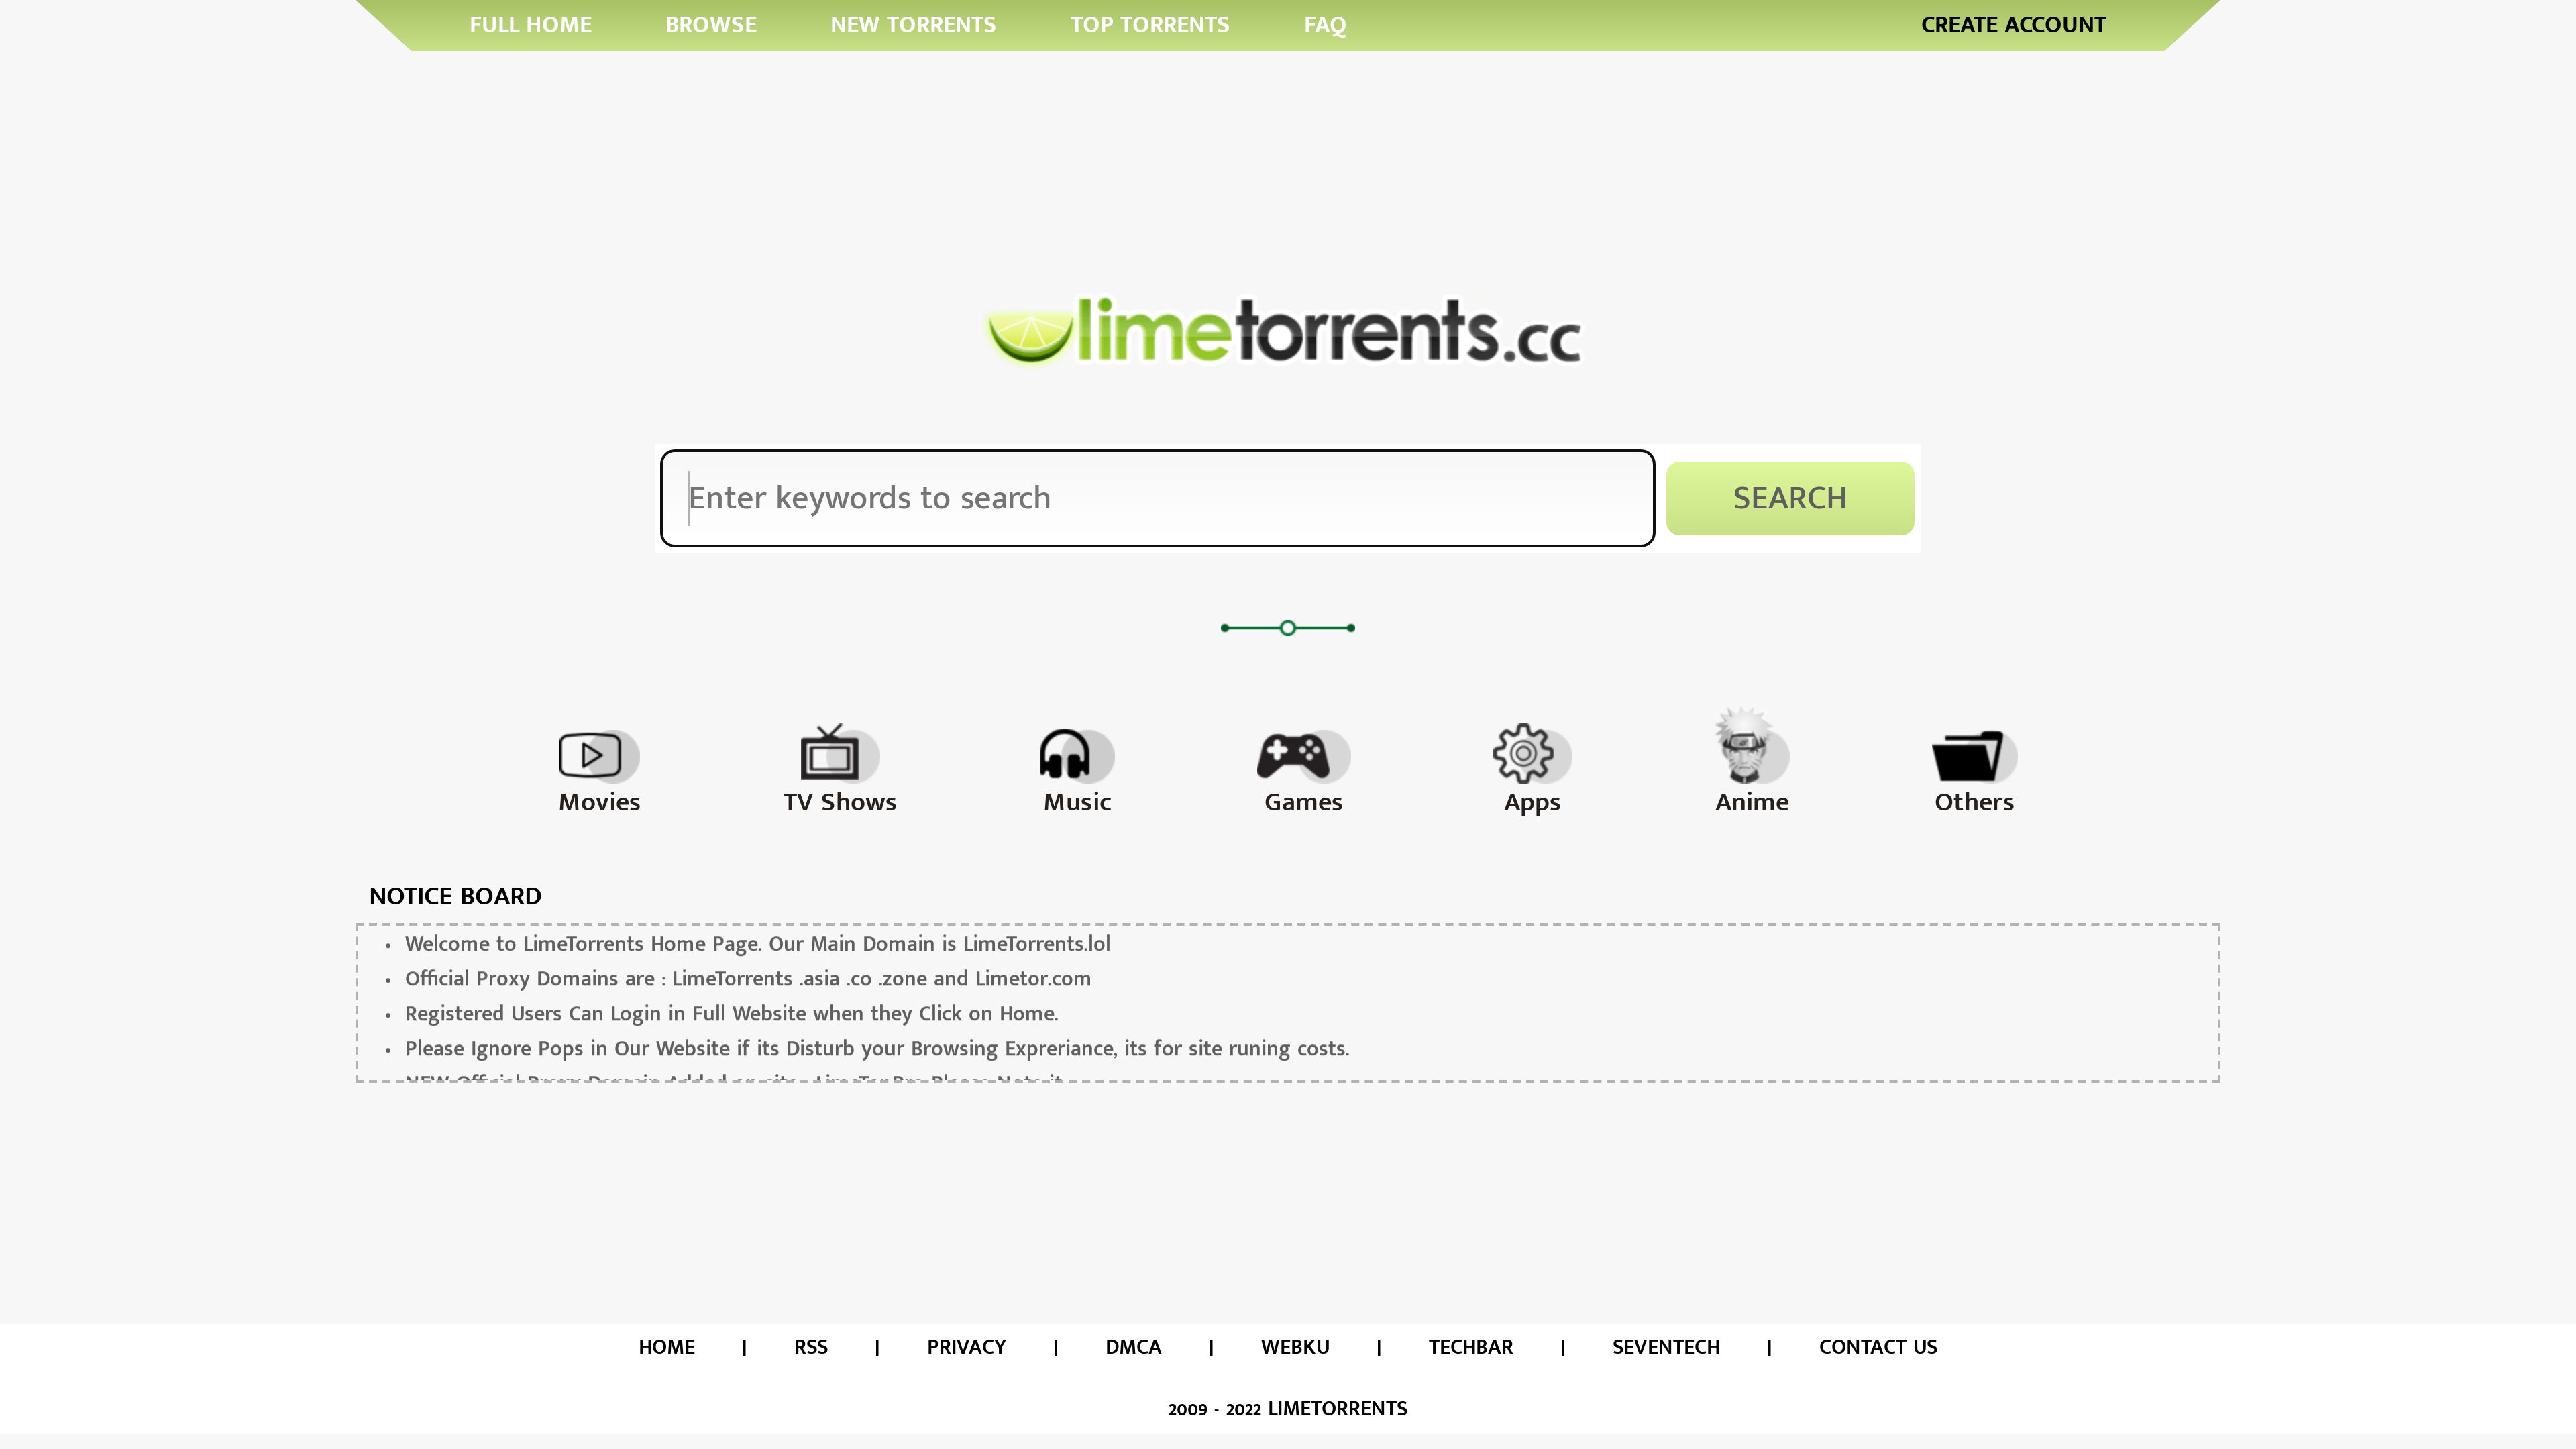 FULL HOME BROWSE NEW TORRENTS TOP TORRENTS FAQ CREATE ACCOUNT
limetorrents.cc
Enter keywords to search SEARCH
Movies TV Shows Music Games Apps Anime Others
NOTICE BOARD
• Welcome to LimeTorrents Home Page. Our Main Domain is LimeTorrents.lol
• Official Proxy Domains are : LimeTorrents .asia .co .zone and Limetor.com
• Registered Users Can Login in Full Website when they Click on Home.
• Please Ignore Pops in Our Website if its Disturb your Browsing Expreriance, its for site runing costs.
HOME | RSS | PRIVACY | DMCA | WEBKU | TECHBAR | SEVENTECH | CONTACT US
2009 - 2022 LIMETORRENTS